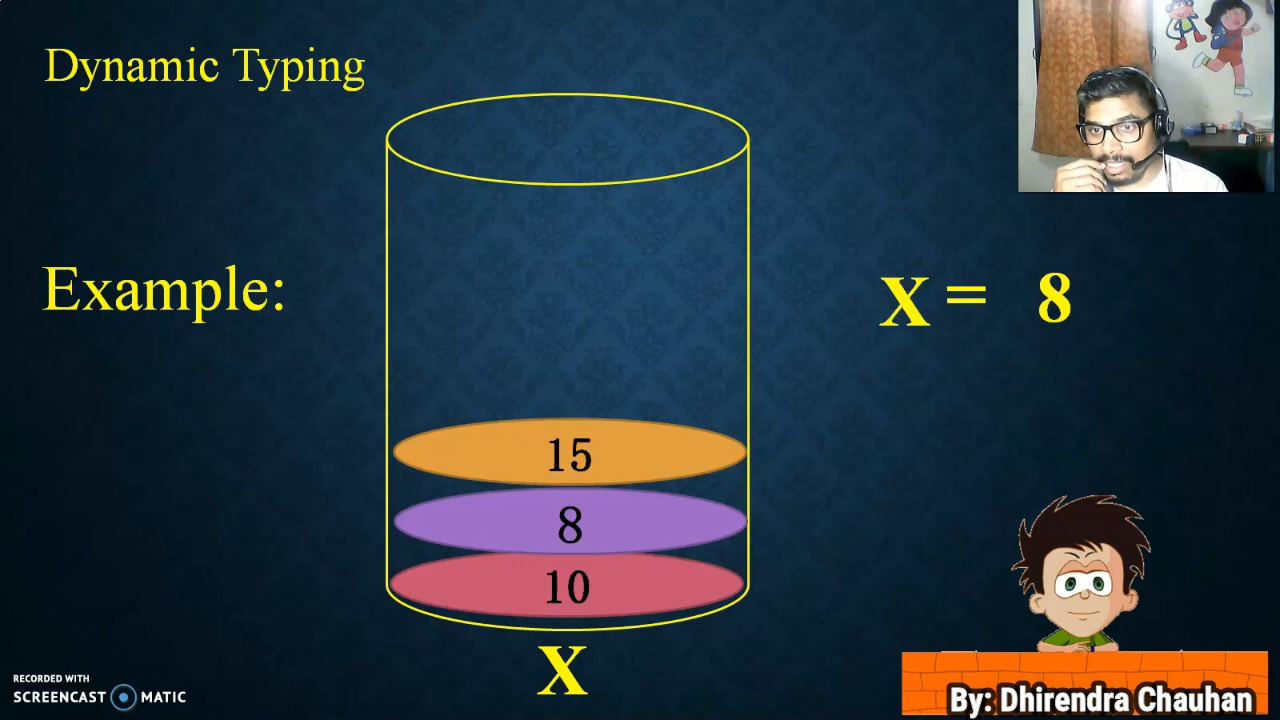 Dynamic Typing
Example:
X = 8
15
8
10
X
RECORDED WITH
SCREENCAST MATIC
By: Dhirendra Chauhan